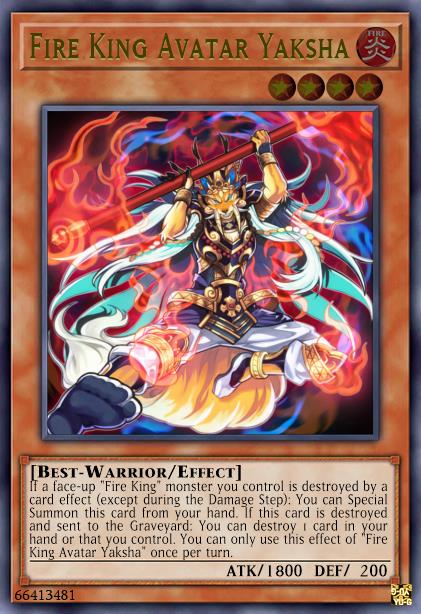 Fire King Avatar Yaksha
FIRE
炎
[Best-Warrior/Effect]
If a face-up "Fire King" monster you control is destroyed by a
card effect (except during the Damage Step): You can Special
Summon this card from your hand. If this card is destroyed
and sent to the Graveyard: You can destroy 1 card in your
hand or that you control. You can only use this effect of "Fire
King Avatar Yaksha" once per turn.
ATK/1800 DEF/ 200
66413481